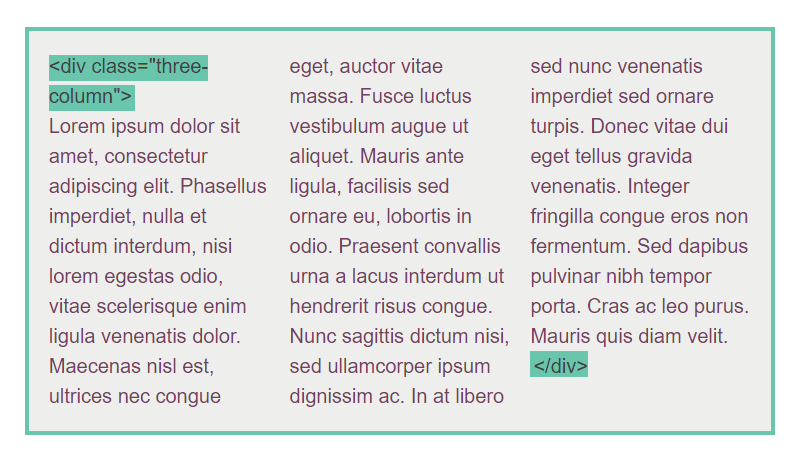 <div class="three-
column">
Lorem ipsum dolor sit
amet, consectetur
adipiscing elit. Phasellus
imperdiet, nulla et
dictum interdum, nisi
lorem egestas odio,
vitae scelerisque enim
ligula venenatis dolor.
Maecenas nisl est,
ultrices nec congue
eget, auctor vitae
massa. Fusce luctus
vestibulum augue ut
aliquet. Mauris ante
ligula, facilisis sed
ornare eu, lobortis in
odio. Praesent convallis
urna a lacus interdum ut
hendrerit risus congue.
Nunc sagittis dictum nisi,
sed ullamcorper ipsum
dignissim ac. In at libero
sed nunc venenatis
imperdiet sed ornare
turpis. Donec vitae dui
eget tellus gravida
venenatis. Integer
fringilla congue eros non
fermentum. Sed dapibus
pulvinar nibh tempor
porta. Cras ac leo purus.
Mauris quis diam velit.
</div>